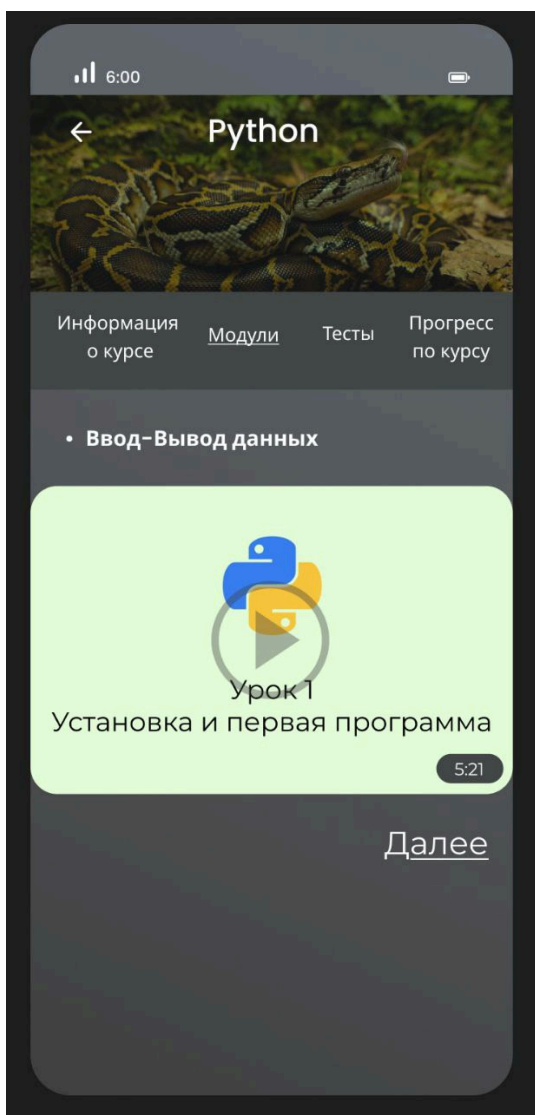 6:00
Python
Информация
о курсе
Модули
Тесты
Прогресс
по курсу
• Ввод-Вывод данных
Урок 1
Установка и первая программа
5:21
Далее